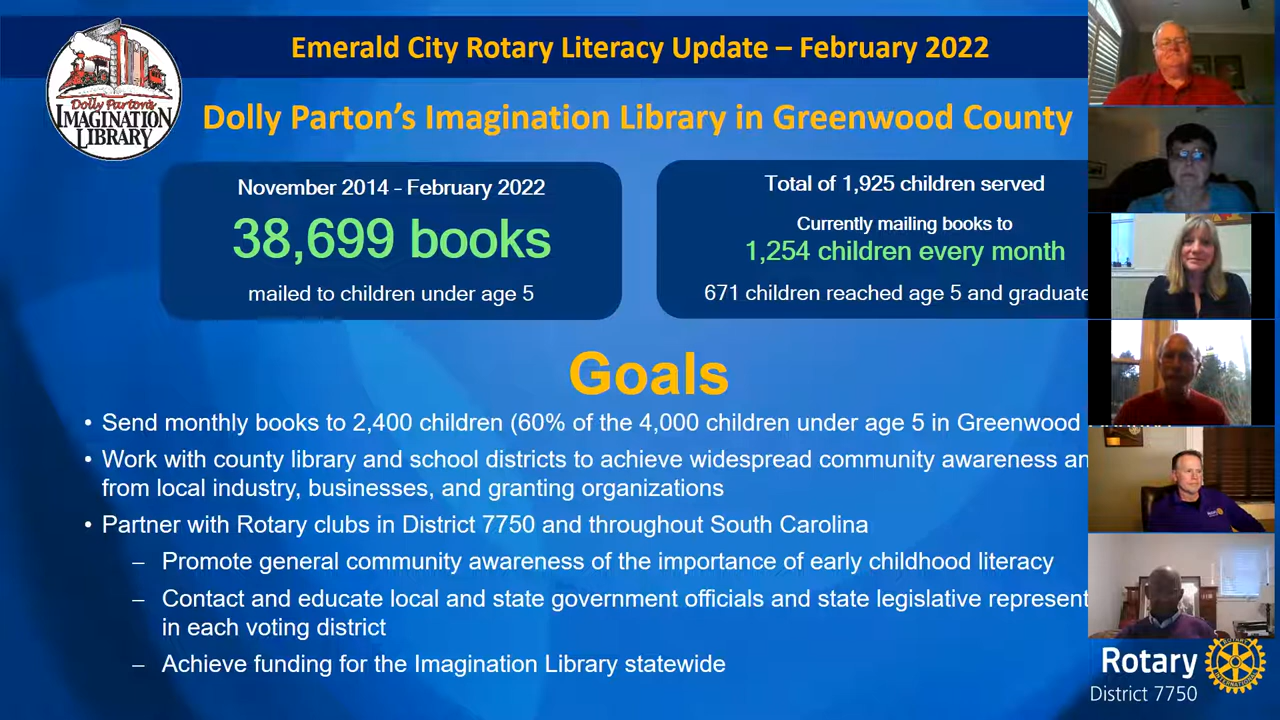 Emerald City Rotary Literacy Update – February 2022
Dolly Parton's
IMAGINATION
LIBRARY
Dolly Parton's Imagination Library in Greenwood County
November 2014 - February 2022
38,699 books
mailed to children under age 5
Total of 1,925 children served
Currently mailing books to
1,254 children every month
671 children reached age 5 and graduate
Goals
• Send monthly books to 2,400 children (60% of the 4,000 children under age 5 in Greenwood
• Work with county library and school districts to achieve widespread community awareness an
from local industry, businesses, and granting organizations
• Partner with Rotary clubs in District 7750 and throughout South Carolina
– Promote general community awareness of the importance of early childhood literacy
– Contact and educate local and state government officials and state legislative represent
in each voting district
– Achieve funding for the Imagination Library statewide
Rotary
District 7750